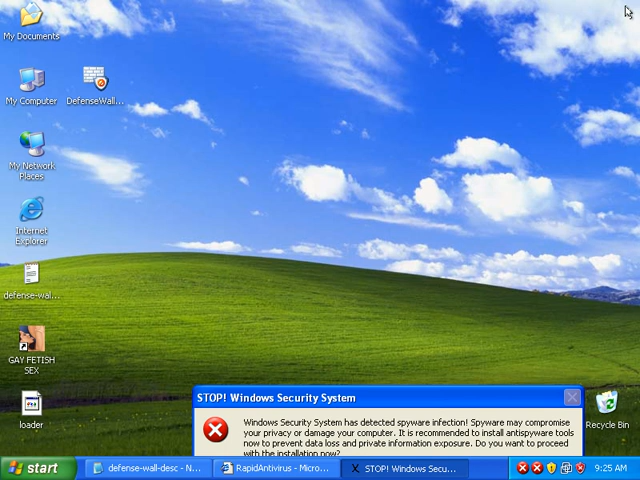 My Documents
My Computer
DefenseWall...
My Network
Places
Internet
Explorer
defense-wal...
GAY FETISH
SEX
loader
Recycle Bin
STOP! Windows Security System
Windows Security System has detected spyware infection! Spyware may compromise
your privacy or damage your computer. It is recommended to install antispyware tools
now to prevent data loss and private information exposure. Do you want to proceed
with the installation now?
start
defense-wall-desc - N...
RapidAntivirus - Micro...
STOP! Windows Secu...
9:25 AM